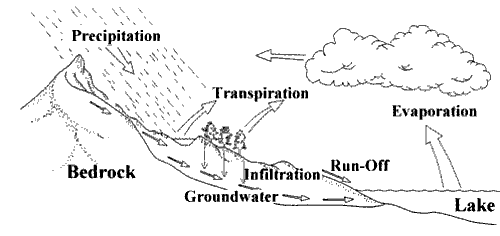 Precipitation
Transpiration
Evaporation
Bedrock
Infiltration
Run-Off
Groundwater
Lake